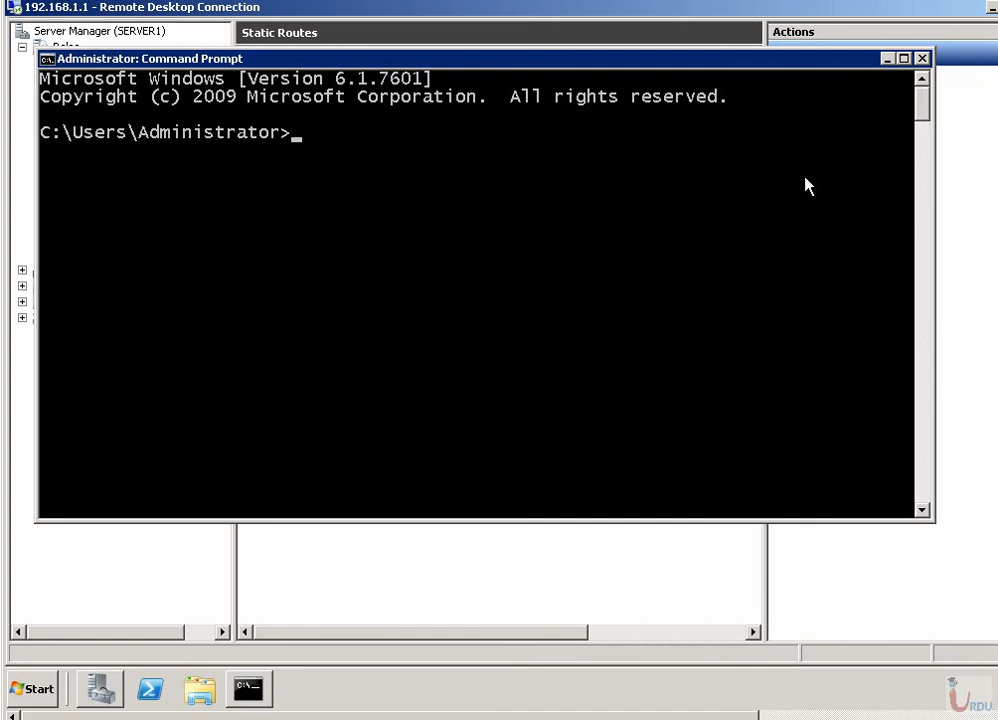 192.168.1.1 - Remote Desktop Connection
Server Manager (SERVER1)
Static Routes
Actions
Roles
Administrator: Command Prompt
Microsoft Windows [Version 6.1.7601]
Copyright (c) 2009 Microsoft Corporation.  All rights reserved.
C:\Users\Administrator>_
Start
C:\
URDU